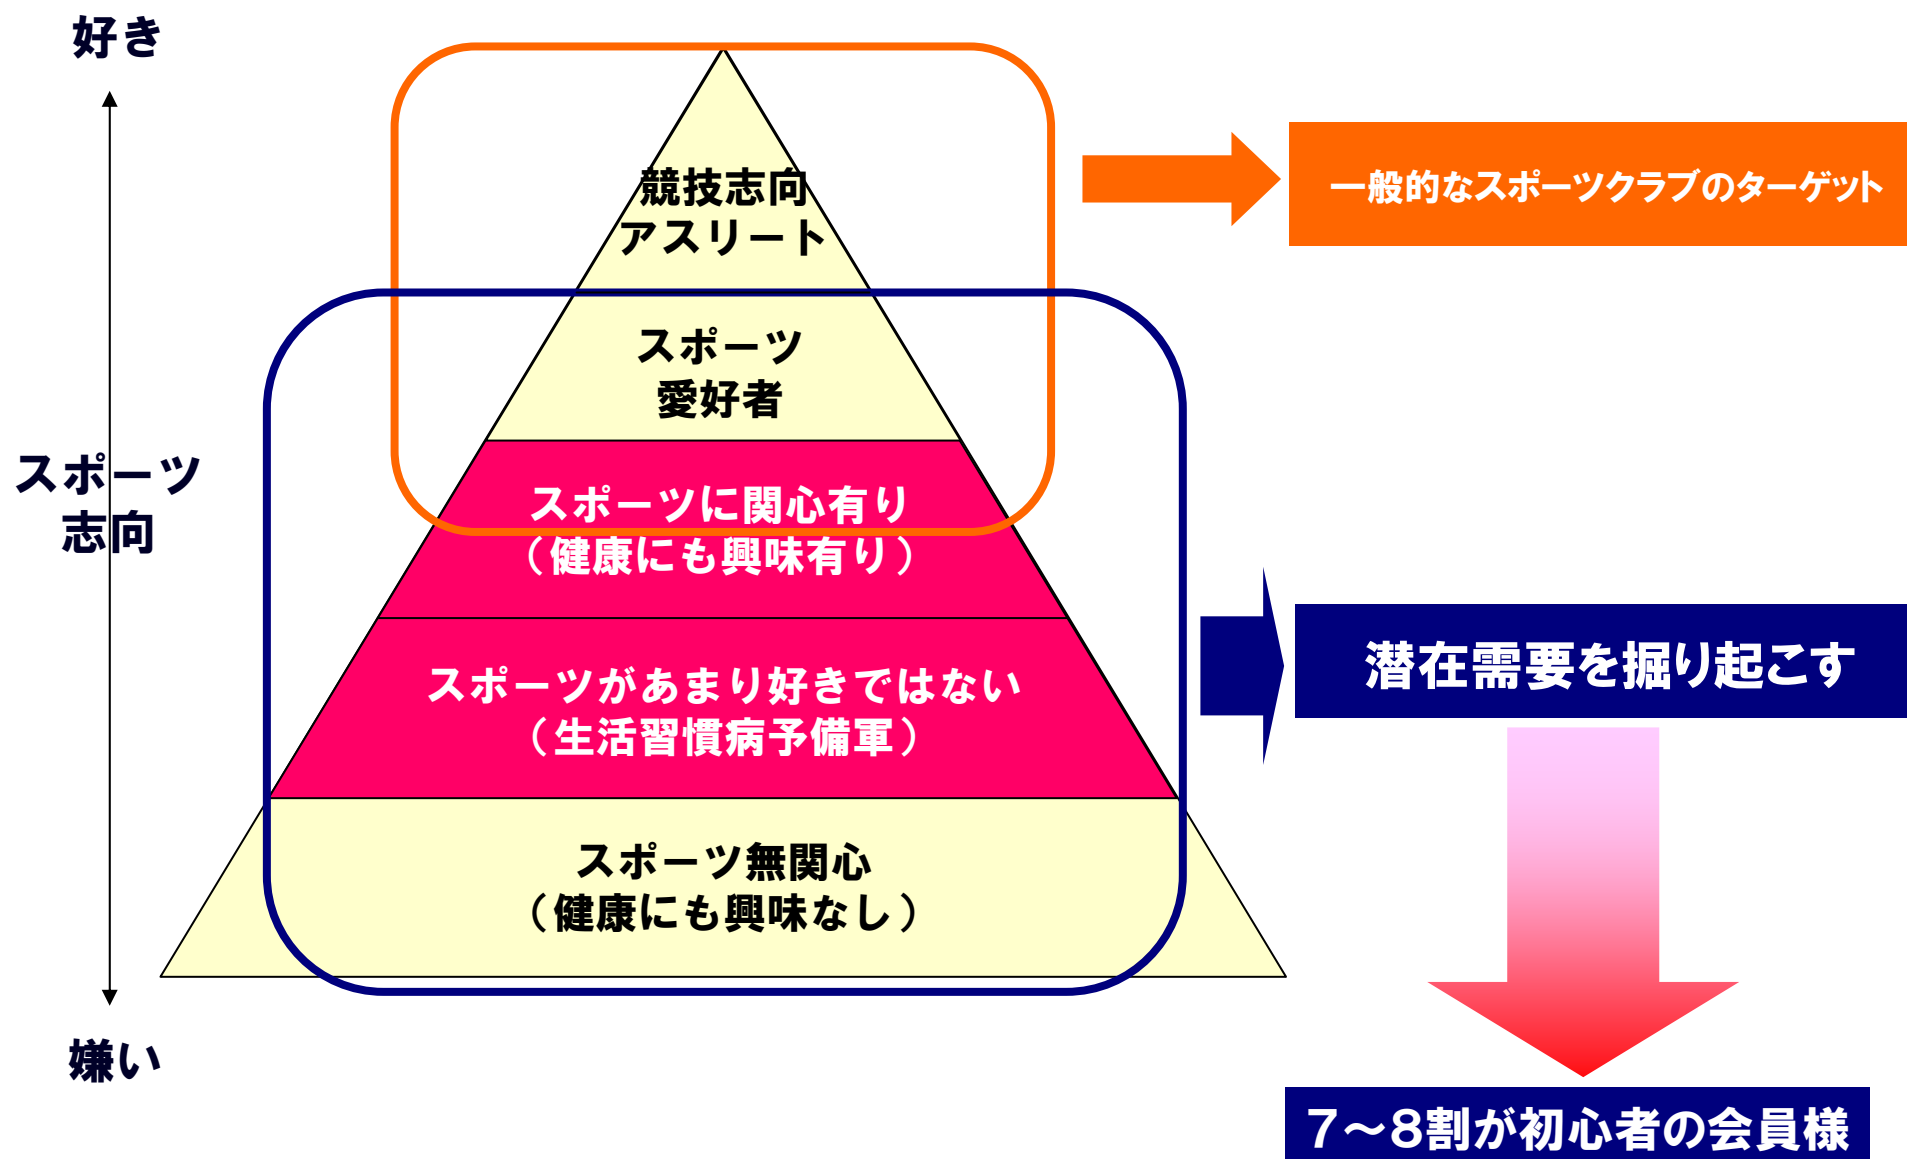 好き
競技志向
アスリート
一般的なスポーツクラブのターゲット
スポーツ
愛好者
スポーツ
志向
スポーツに関心有り
（健康にも興味有り）
スポーツがあまり好きではない
（生活習慣病予備軍）
潜在需要を掘り起こす
スポーツ無関心
（健康にも興味なし）
嫌い
７～８割が初心者の会員様